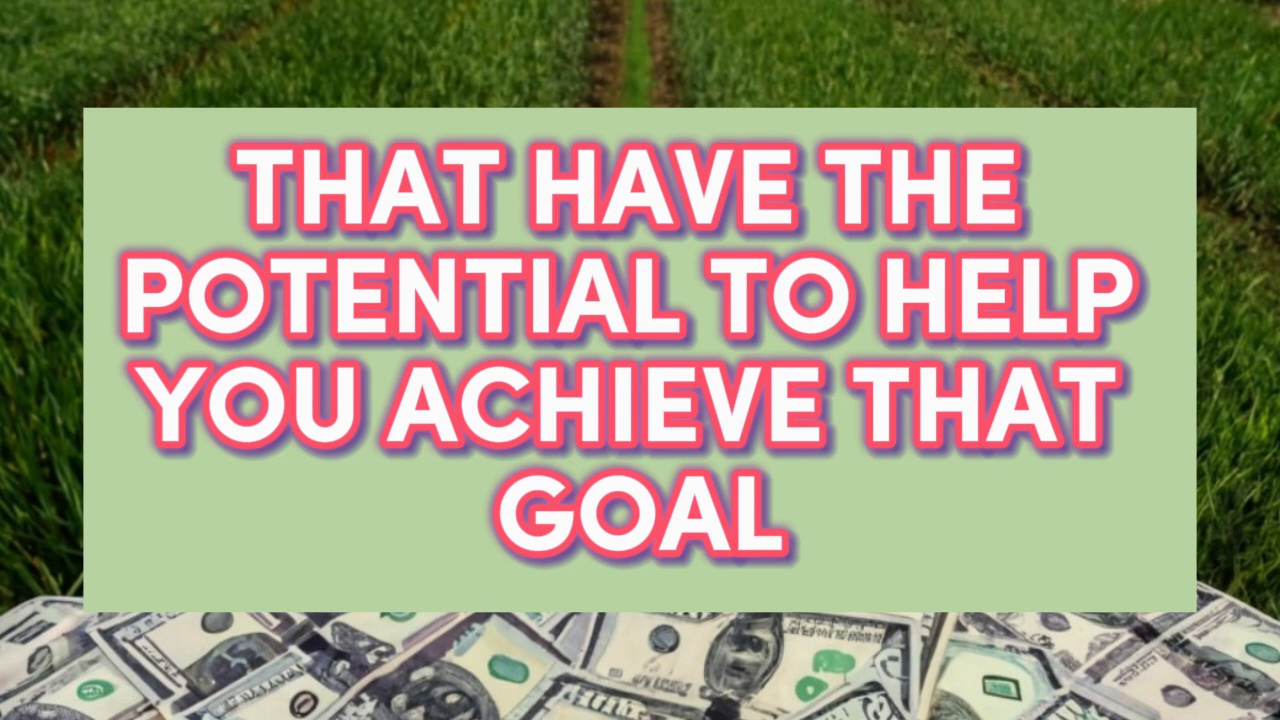 THAT HAVE THE
POTENTIAL TO HELP
YOU ACHIEVE THAT
GOAL